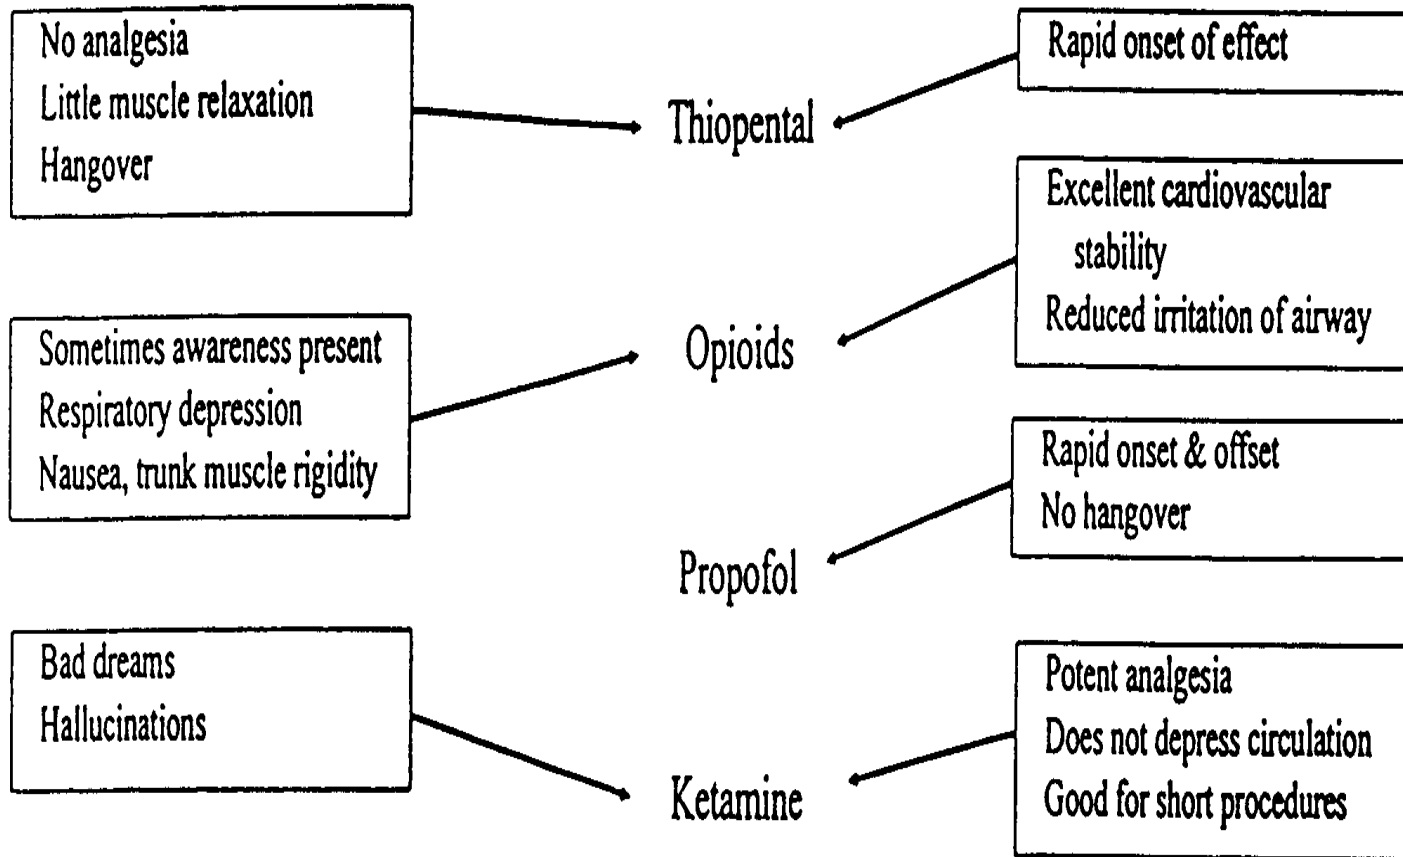 No analgesia
Little muscle relaxation
Hangover
Thiopental
Rapid onset of effect
Excellent cardiovascular
stability
Reduced irritation of airway
Sometimes awareness present
Respiratory depression
Nausea, trunk muscle rigidity
Opioids
Rapid onset & offset
No hangover
Propofol
Bad dreams
Hallucinations
Ketamine
Potent analgesia
Does not depress circulation
Good for short procedures